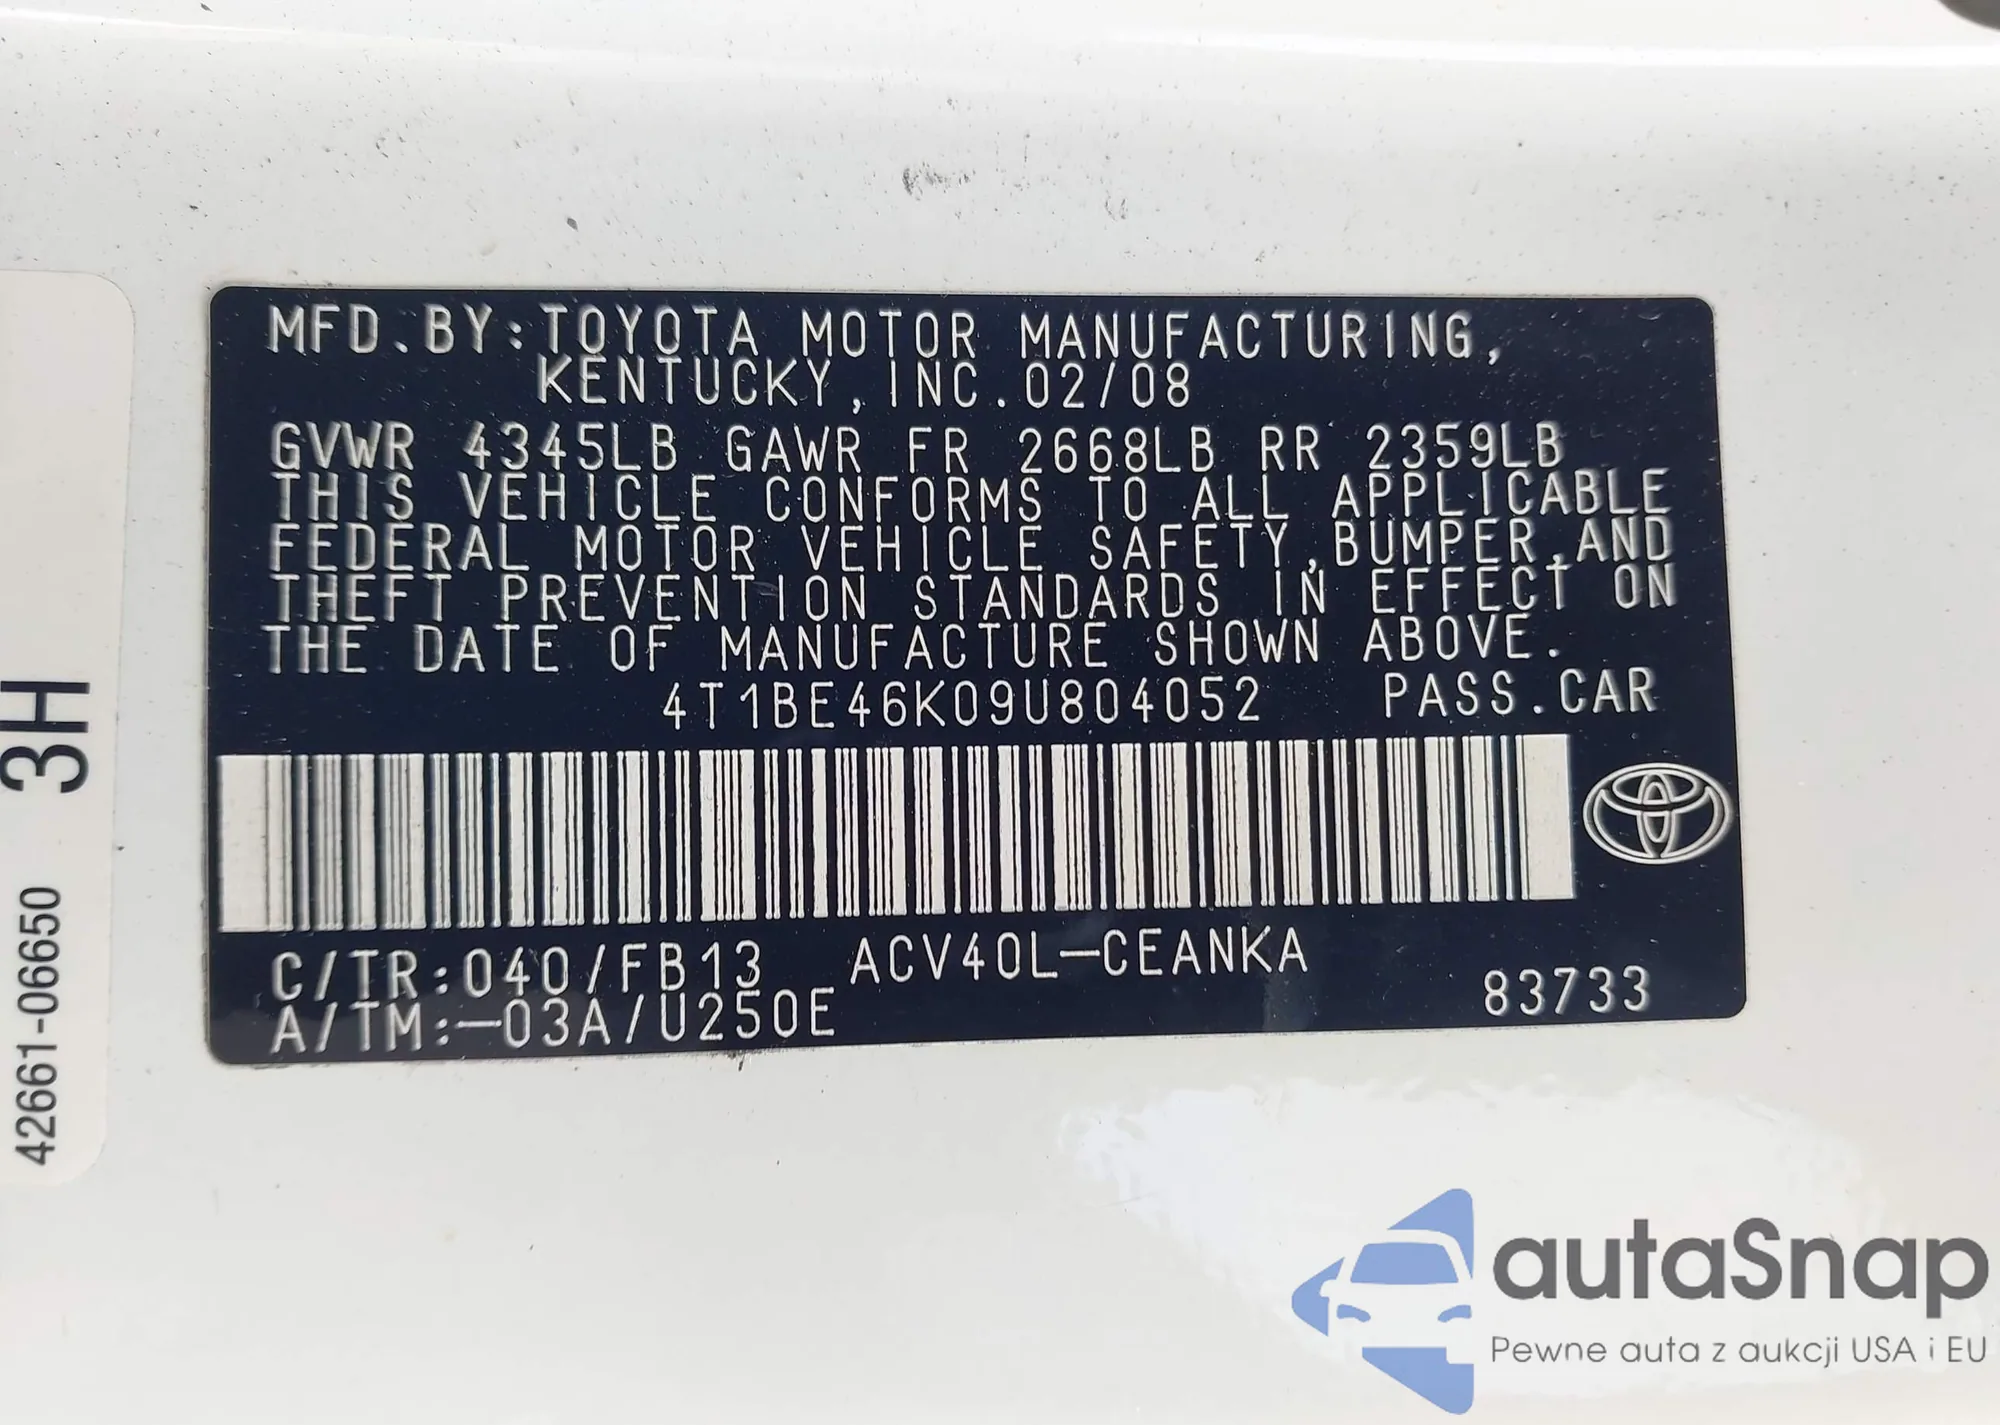 MFD.BY:TOYOTA MOTOR MANUFACTURING,
KENTUCKY,INC.02/08
GVWR 4345LB GAWR FR 2668LB RR 2359LB
THIS VEHICLE CONFORMS TO ALL APPLICABLE
FEDERAL MOTOR VEHICLE SAFETY,BUMPER,AND
THEFT PREVENTION STANDARDS IN EFFECT ON
THE DATE OF MANUFACTURE SHOWN ABOVE.
4T1BE46K09U804052 PASS.CAR
C/TR:040/FB13 ACV40L-CEANKA
A/TM:-03A/U250E 83733
3H
42661-06650
autaSnap
Pewne auta z aukcji USA i EU